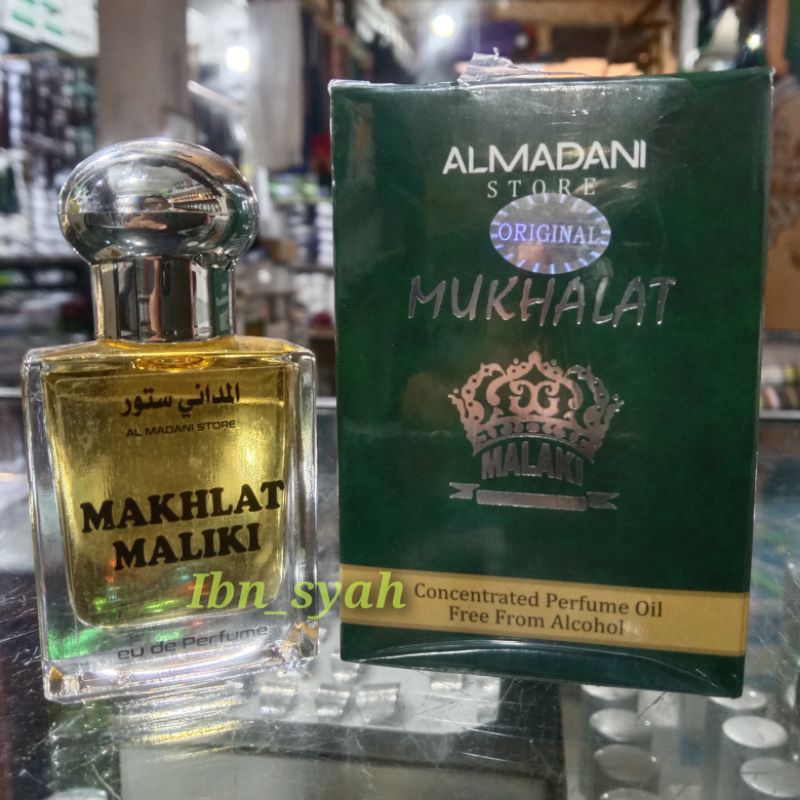 المداني ستور
AL MADANI STORE
MAKHLAT
MALIKI
eu de Perfume
ALMADANI
STORE
ORIGINAL
MUKHALAT
MALAKI
Concentrated Perfume Oil
Free From Alcohol
Ibn_syah